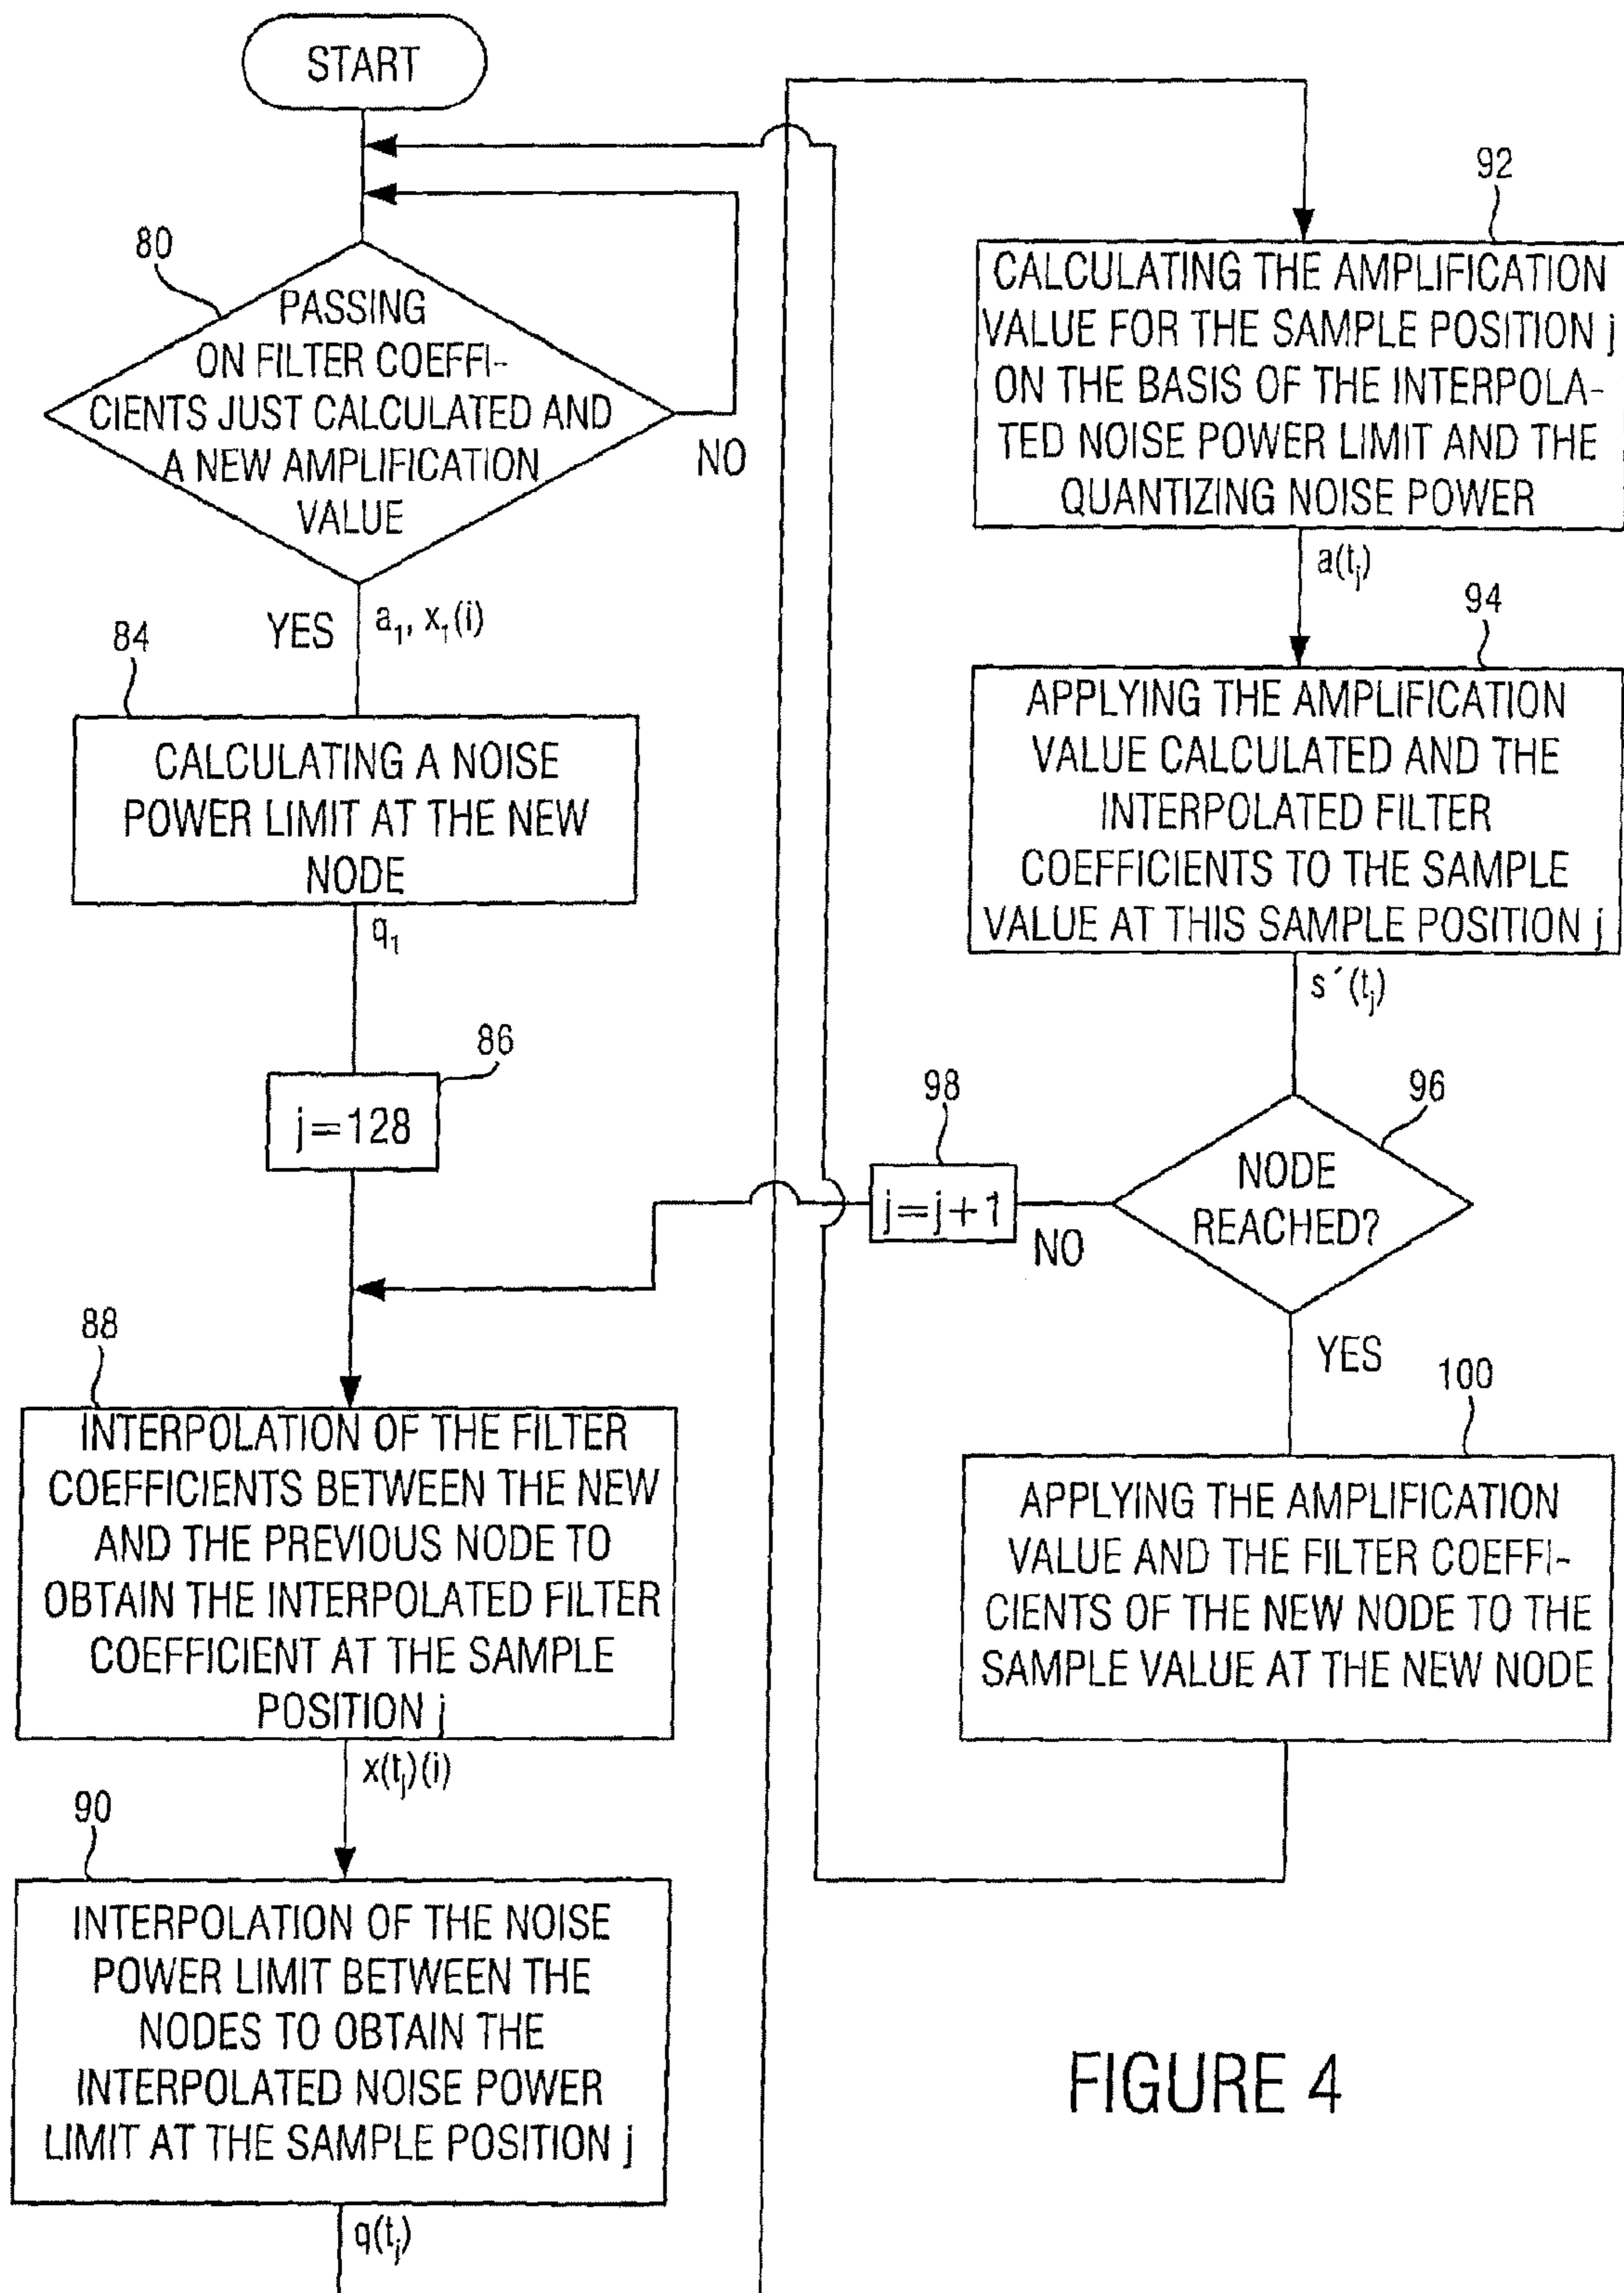 START
80
PASSING
ON FILTER COEFFI-
CIENTS JUST CALCULATED AND
A NEW AMPLIFICATION
VALUE
NO
YES
a₁, x₁(i)
84
CALCULATING A NOISE
POWER LIMIT AT THE NEW
NODE
q₁
86
j=128
88
INTERPOLATION OF THE FILTER
COEFFICIENTS BETWEEN THE NEW
AND THE PREVIOUS NODE TO
OBTAIN THE INTERPOLATED FILTER
COEFFICIENT AT THE SAMPLE
POSITION j
x(tⱼ)(i)
90
INTERPOLATION OF THE NOISE
POWER LIMIT BETWEEN THE
NODES TO OBTAIN THE
INTERPOLATED NOISE POWER
LIMIT AT THE SAMPLE POSITION j
q(tⱼ)
92
CALCULATING THE AMPLIFICATION
VALUE FOR THE SAMPLE POSITION j
ON THE BASIS OF THE INTERPOLA-
TED NOISE POWER LIMIT AND THE
QUANTIZING NOISE POWER
a(tⱼ)
94
APPLYING THE AMPLIFICATION
VALUE CALCULATED AND THE
INTERPOLATED FILTER
COEFFICIENTS TO THE SAMPLE
VALUE AT THIS SAMPLE POSITION j
s´(tⱼ)
96
NODE
REACHED?
NO
98
j=j+1
YES
100
APPLYING THE AMPLIFICATION
VALUE AND THE FILTER COEFFI-
CIENTS OF THE NEW NODE TO THE
SAMPLE VALUE AT THE NEW NODE
FIGURE 4